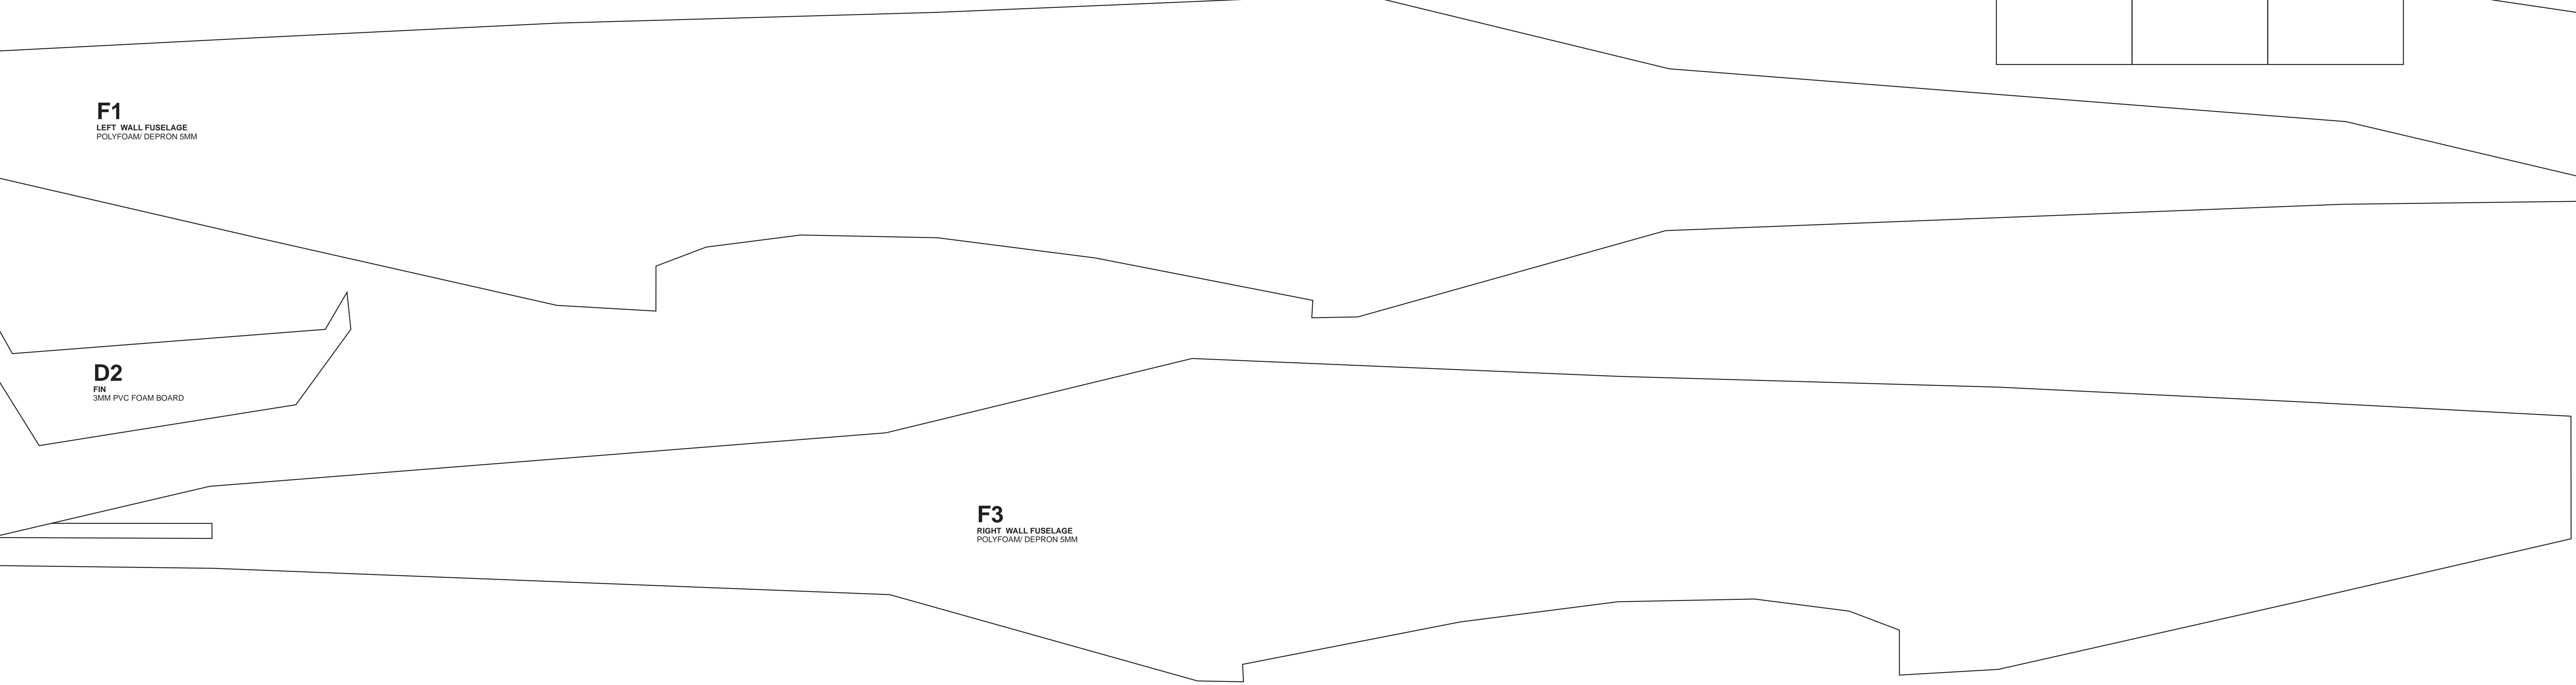 F1
LEFT  WALL FUSELAGE
POLYFOAM/ DEPRON 5MM
D2
FIN
3MM PVC FOAM BOARD
F3
RIGHT  WALL FUSELAGE
POLYFOAM/ DEPRON 5MM